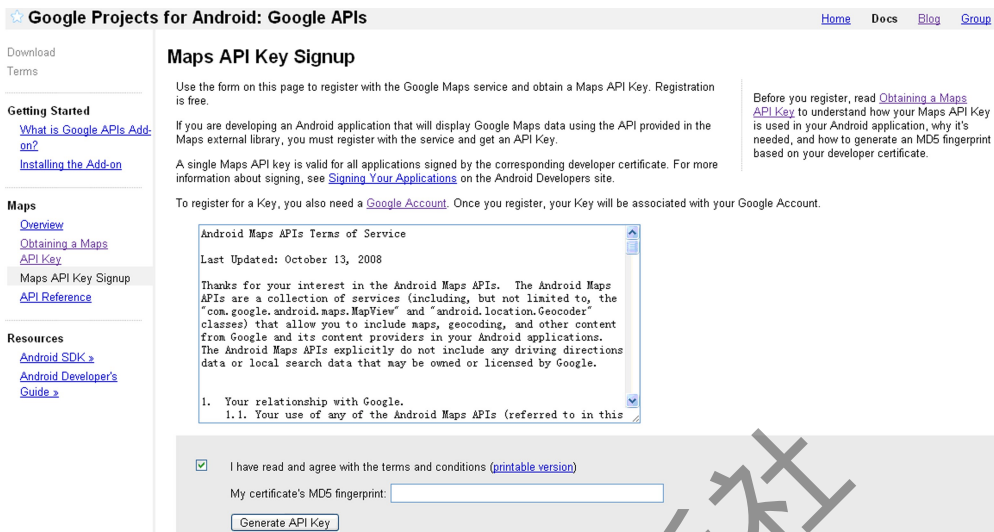 Google Projects for Android: Google APIs
Home Docs Blog Group
Download
Terms
Getting Started
What is Google APIs Add-
on?
Installing the Add-on
Maps
Overview
Obtaining a Maps
API Key
Maps API Key Signup
API Reference
Resources
Android SDK »
Android Developer's
Guide »
Maps API Key Signup
Use the form on this page to register with the Google Maps service and obtain a Maps API Key. Registration
is free.
If you are developing an Android application that will display Google Maps data using the API provided in the
Maps external library, you must register with the service and get an API Key.
A single Maps API key is valid for all applications signed by the corresponding developer certificate. For more
information about signing, see Signing Your Applications on the Android Developers site.
To register for a Key, you also need a Google Account. Once you register, your Key will be associated with your Google Account.
Before you register, read Obtaining a Maps
API Key to understand how your Maps API Key
is used in your Android application, why it's
needed, and how to generate an MD5 fingerprint
based on your developer certificate.
Android Maps APIs Terms of Service
Last Updated: October 13, 2008
Thanks for your interest in the Android Maps APIs. The Android Maps
APIs are a collection of services (including, but not limited to, the
"com.google.android.maps.MapView" and "android.location.Geocoder"
classes) that allow you to include maps, geocoding, and other content
from Google and its content providers in your Android applications.
The Android Maps APIs explicitly do not include any driving directions
data or local search data that may be owned or licensed by Google.
1. Your relationship with Google.
1.1. Your use of any of the Android Maps APIs (referred to in this
I have read and agree with the terms and conditions (printable version)
My certificate's MD5 fingerprint:
Generate API Key
社